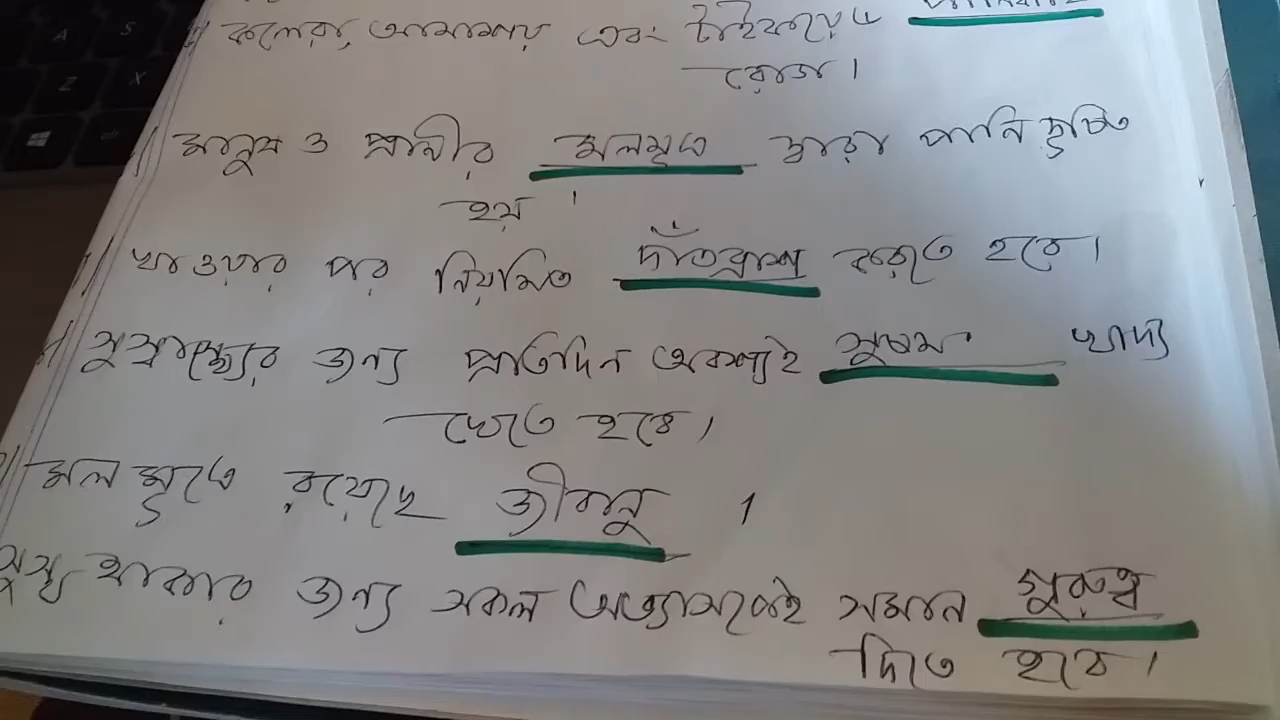 কলেরা, আমাশয় এবং টাইফয়েড পানিবাহিত
রোগ।
মানুষ ও প্রাণীর মলমূত্র দ্বারা পানি দূষিত
হয়।
খাওয়ার পর নিয়মিত দাঁতব্রাশ করতে হবে।
সুস্বাস্থ্যের জন্য প্রতিদিন অবশ্যই সুষম খাদ্য
খেতে হবে।
মল মূত্রে রয়েছে জীবানু।
সুস্থ থাকার জন্য সকল অভ্যাসকেই সমান গুরুত্ব
দিতে হবে।